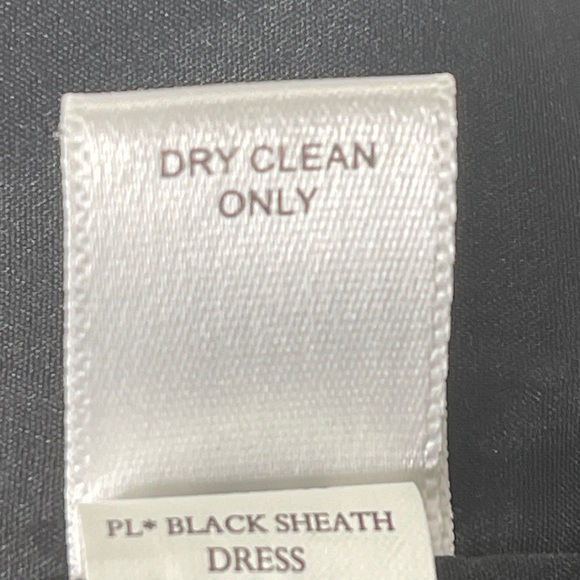 DRY CLEAN
ONLY
PL* BLACK SHEATH
DRESS